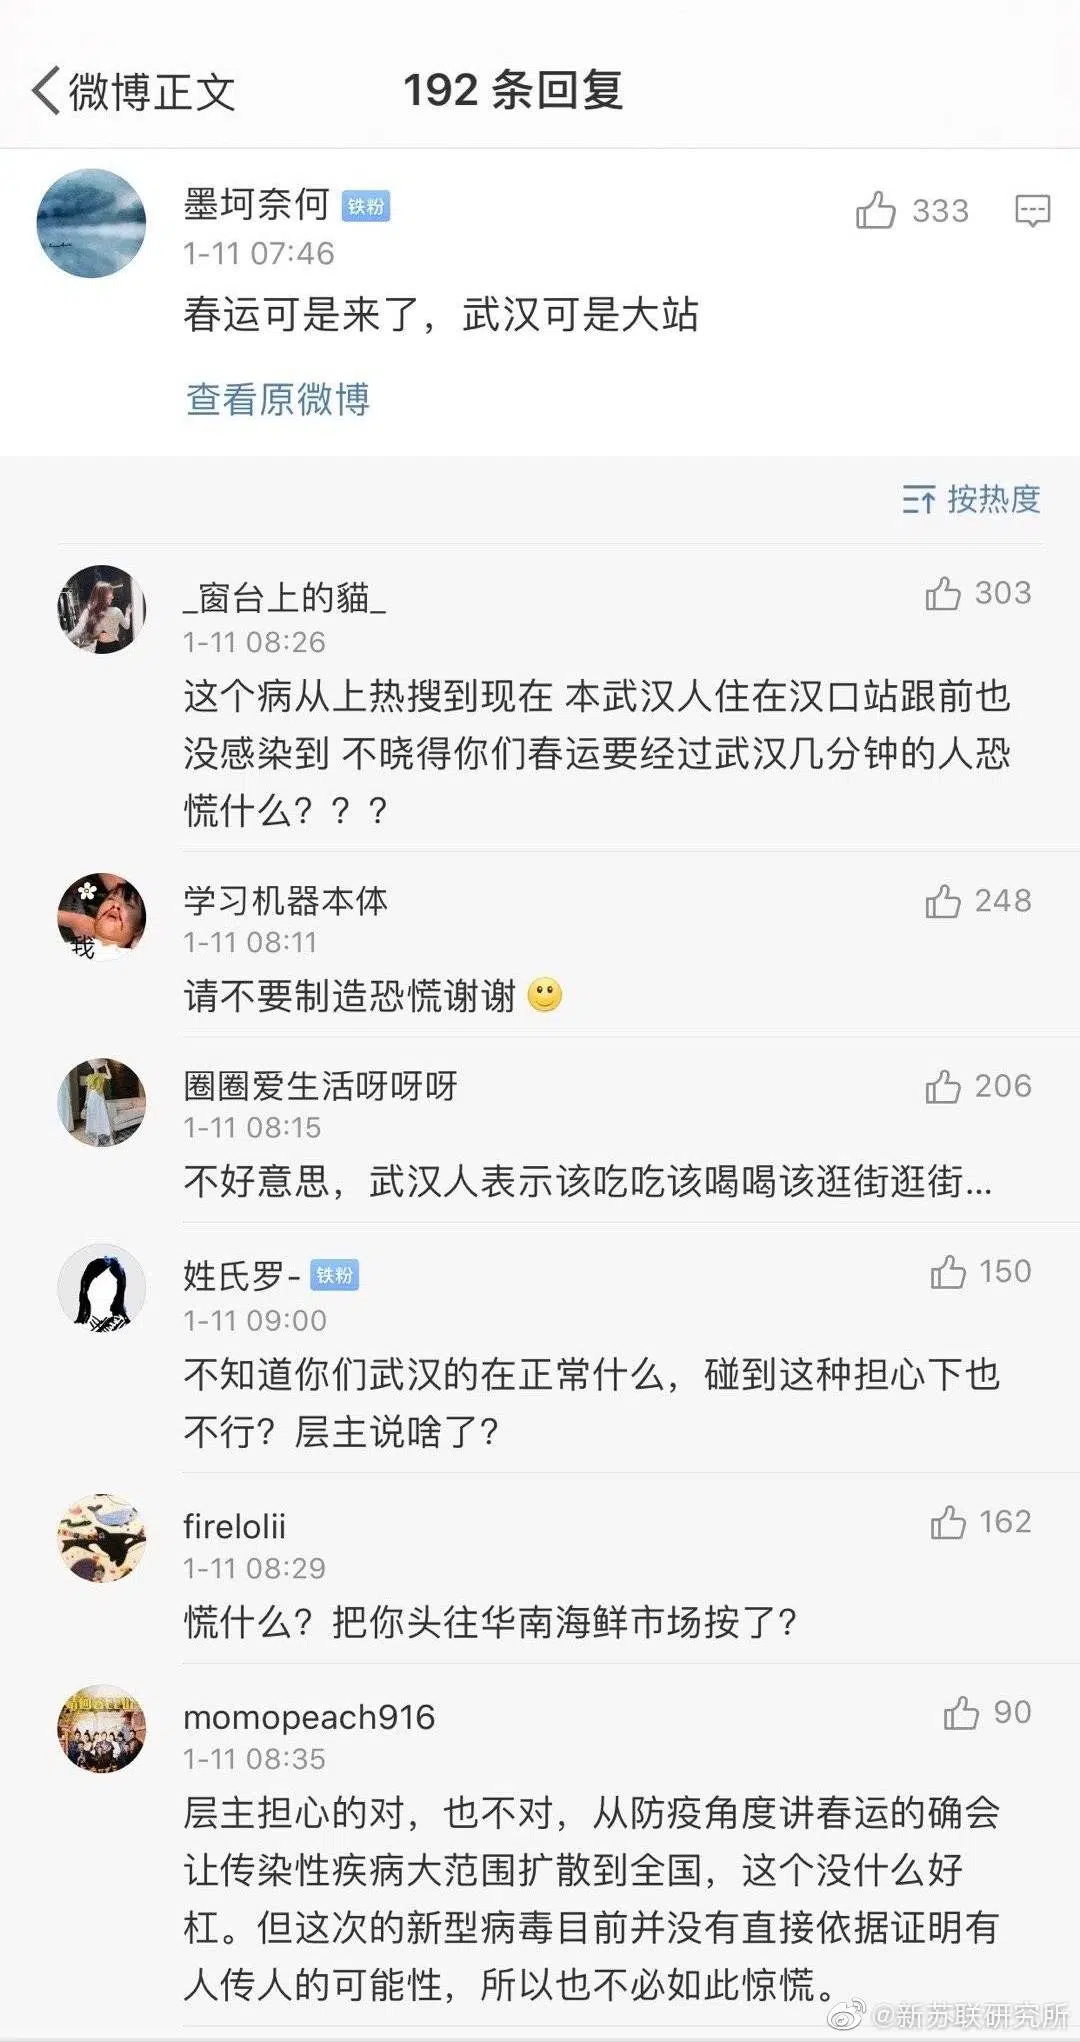 微博正文
192 条回复
墨坷奈何 铁粉
333
1-11 07:46
春运可是来了，武汉可是大站
查看原微博
按热度
_窗台上的貓_
303
1-11 08:26
这个病从上热搜到现在 本武汉人住在汉口站跟前也
没感染到 不晓得你们春运要经过武汉几分钟的人恐
慌什么？？？
我
学习机器本体
248
1-11 08:11
请不要制造恐慌谢谢
圈圈爱生活呀呀呀
206
1-11 08:15
不好意思，武汉人表示该吃吃该喝喝该逛街逛街...
姓氏罗- 铁粉
150
1-11 09:00
不知道你们武汉的在正常什么，碰到这种担心下也
不行？层主说啥了？
firelolii
162
1-11 08:29
慌什么？把你头往华南海鲜市场按了？
momopeach916
90
1-11 08:35
层主担心的对，也不对，从防疫角度讲春运的确会
让传染性疾病大范围扩散到全国，这个没什么好
杠。但这次的新型病毒目前并没有直接依据证明有
人传人的可能性，所以也不必如此惊慌。
@新苏联研究所